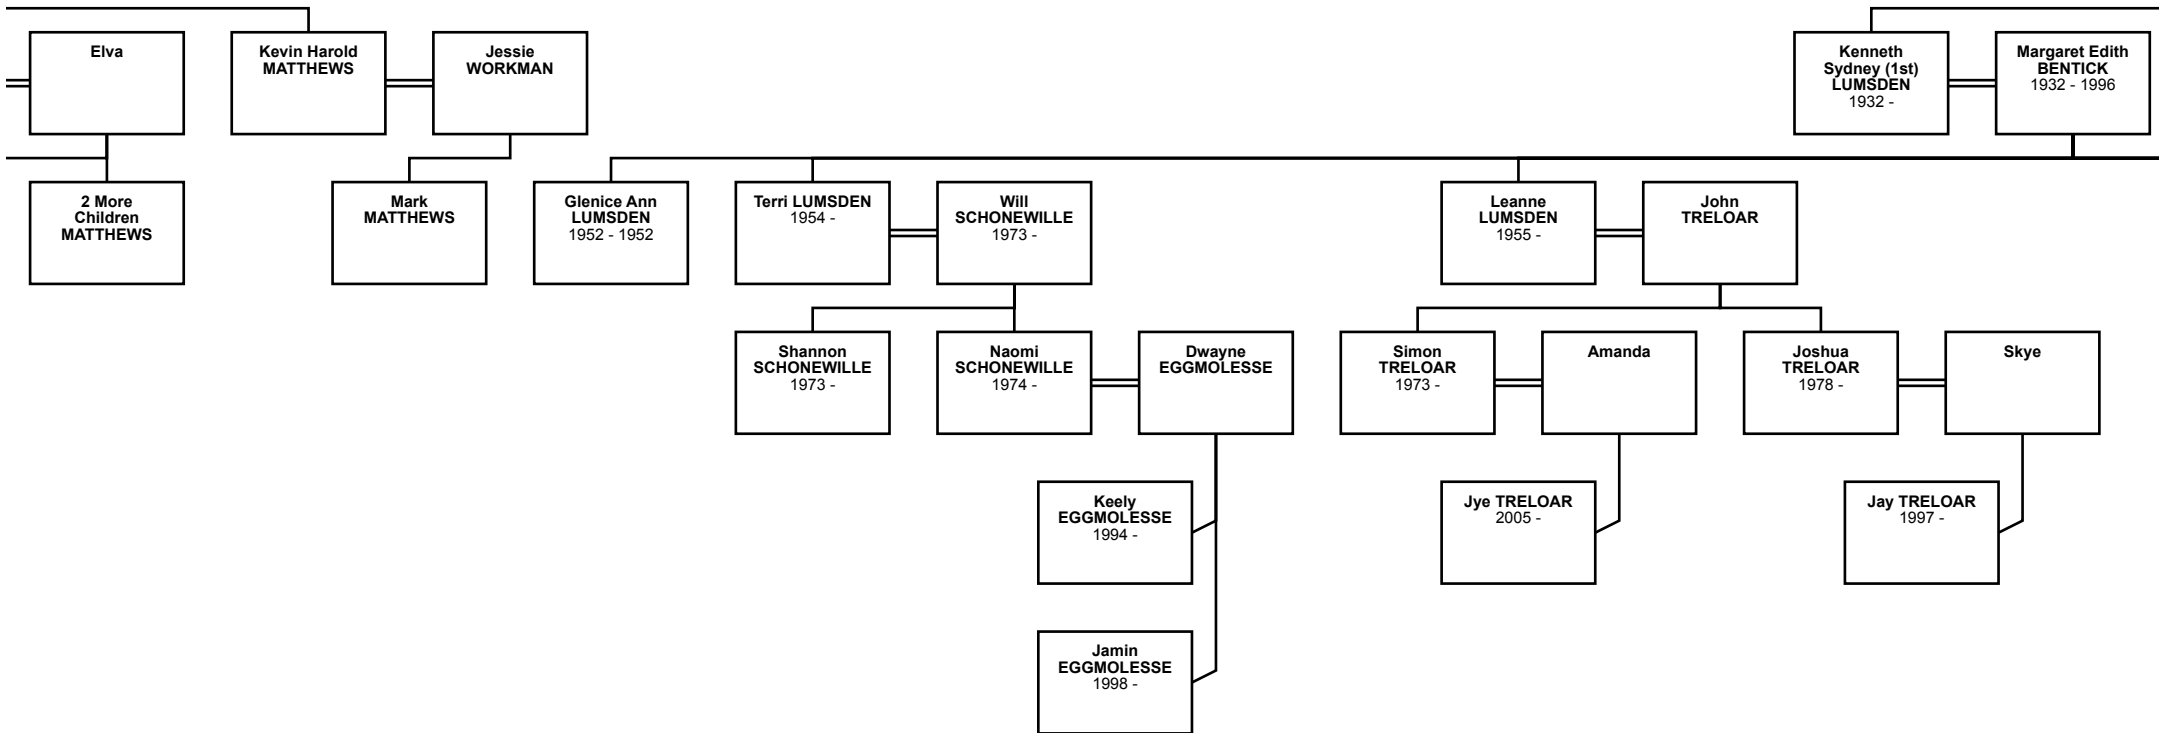 Elva
Kevin Harold
MATTHEWS
Jessie
WORKMAN
Kenneth
Sydney (1st)
LUMSDEN
1932 -
Margaret Edith
BENTICK
1932 - 1996
2 More
Children
MATTHEWS
Mark
MATTHEWS
Glenice Ann
LUMSDEN
1952 - 1952
Terri LUMSDEN
1954 -
Will
SCHONEWILLE
1973 -
Leanne
LUMSDEN
1955 -
John
TRELOAR
Shannon
SCHONEWILLE
1973 -
Naomi
SCHONEWILLE
1974 -
Dwayne
EGGMOLESSE
Simon
TRELOAR
1973 -
Amanda
Joshua
TRELOAR
1978 -
Skye
Keely
EGGMOLESSE
1994 -
Jye TRELOAR
2005 -
Jay TRELOAR
1997 -
Jamin
EGGMOLESSE
1998 -